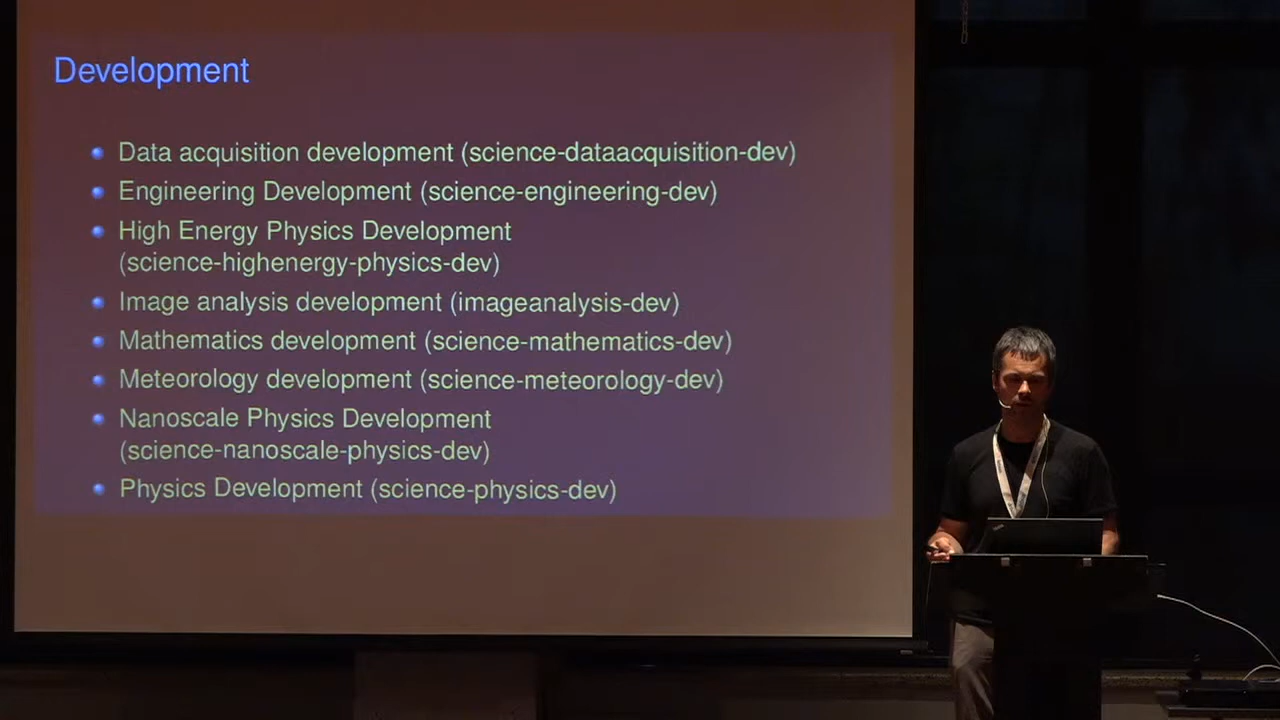 Development
Data acquisition development (science-dataacquisition-dev)
Engineering Development (science-engineering-dev)
High Energy Physics Development
(science-highenergy-physics-dev)
Image analysis development (imageanalysis-dev)
Mathematics development (science-mathematics-dev)
Meteorology development (science-meteorology-dev)
Nanoscale Physics Development
(science-nanoscale-physics-dev)
Physics Development (science-physics-dev)